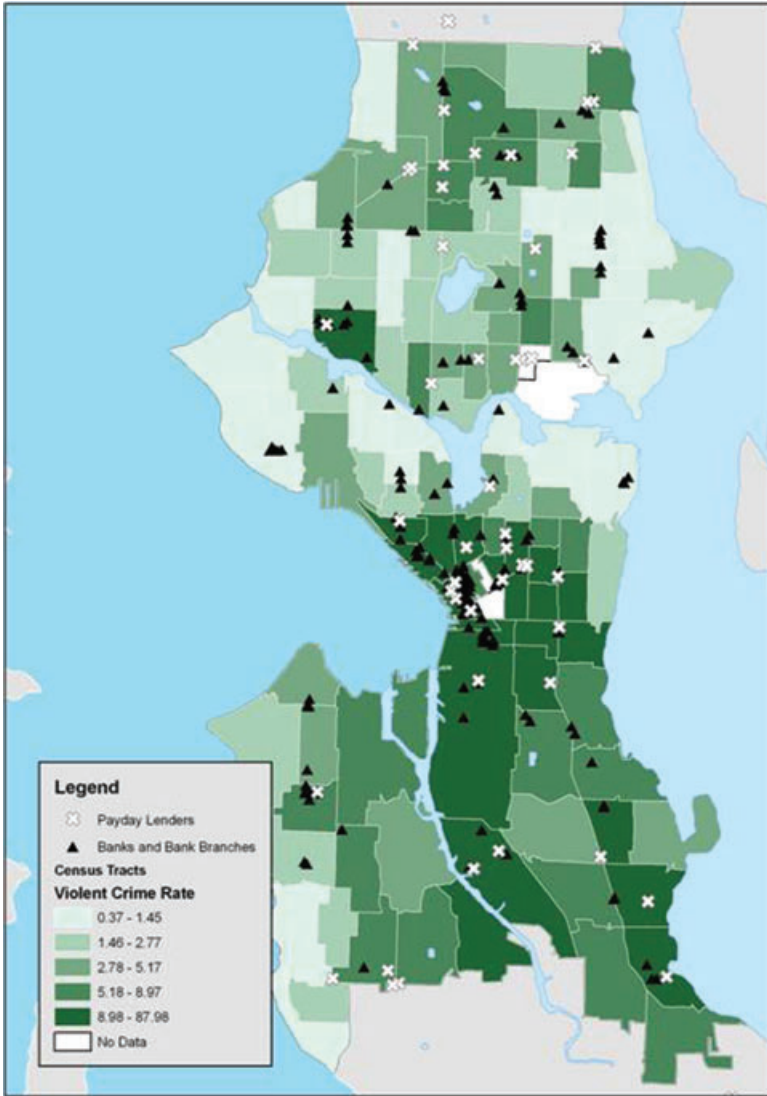 Legend
Payday Lenders
Banks and Bank Branches
Census Tracts
Violent Crime Rate
0.37 - 1.45
1.46 - 2.77
2.78 - 5.17
5.18 - 8.97
8.98 - 87.98
No Data